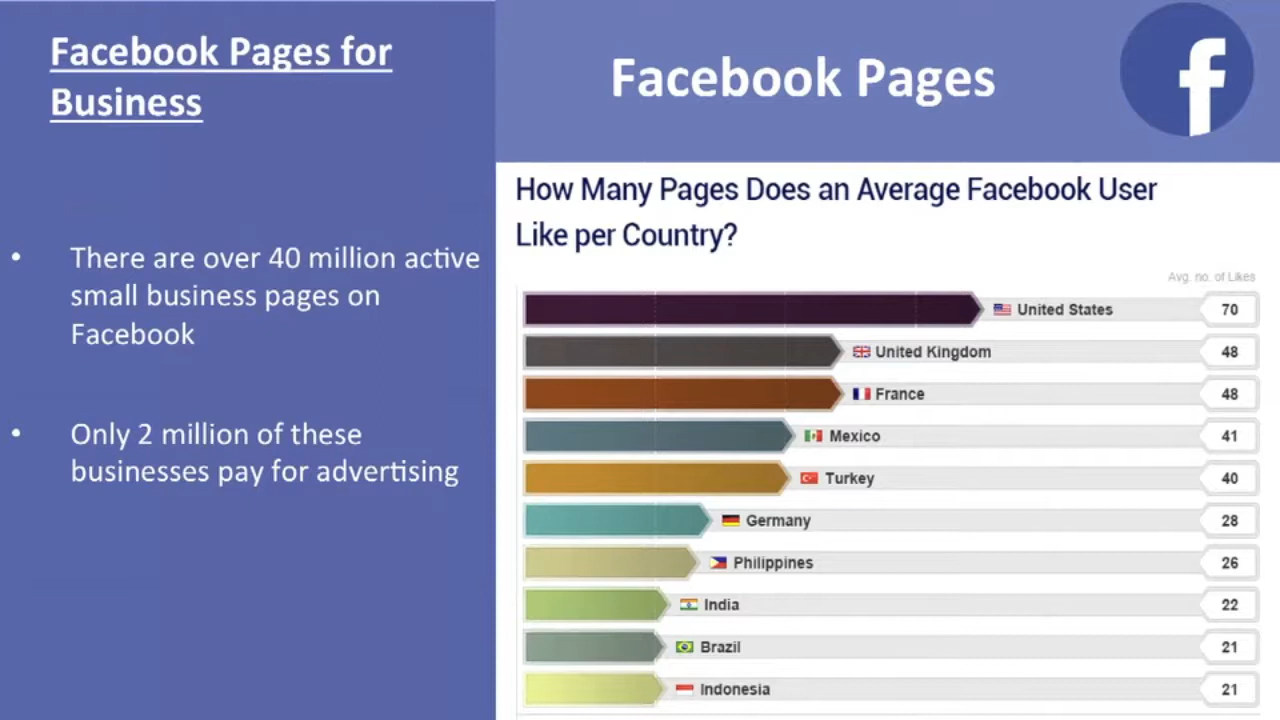 Facebook Pages for
Business
There are over 40 million active
small business pages on
Facebook
Only 2 million of these
businesses pay for advertising
Facebook Pages
f
How Many Pages Does an Average Facebook User
Like per Country?
Avg. no. of Likes
United States 70
United Kingdom 48
France 48
Mexico 41
Turkey 40
Germany 28
Philippines 26
India 22
Brazil 21
Indonesia 21